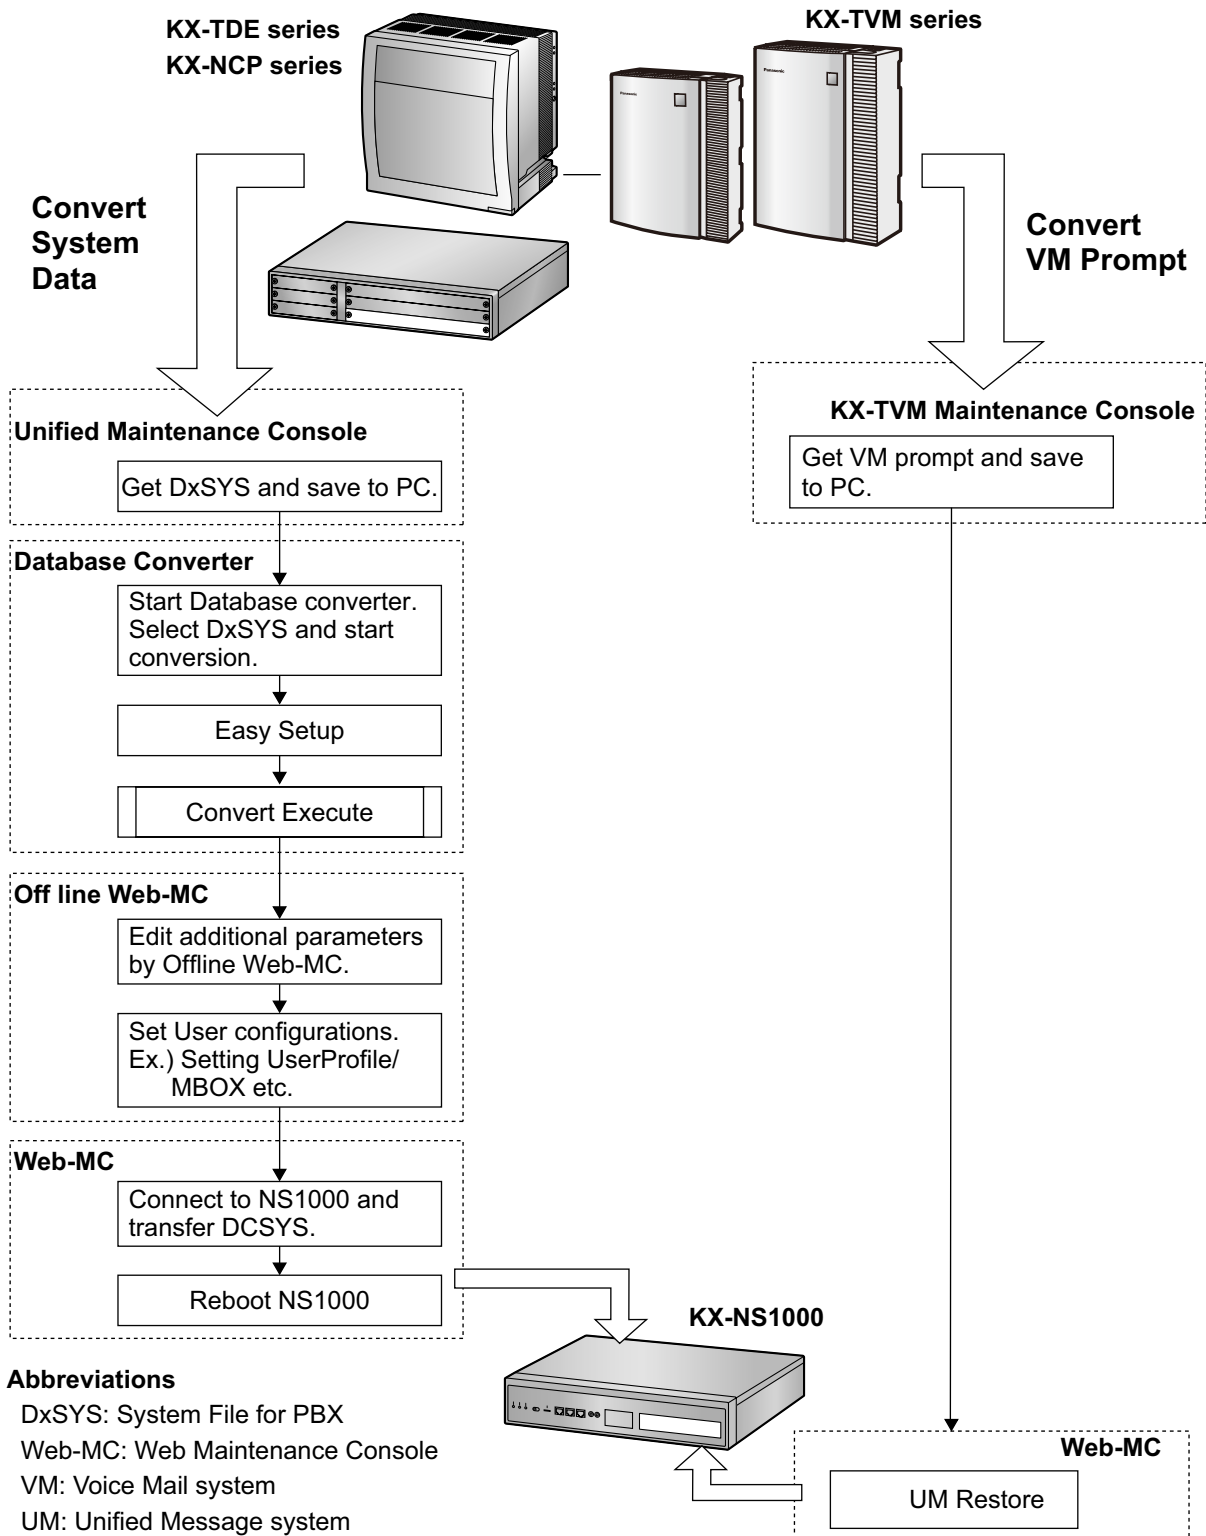 KX-TDE series
KX-NCP series
KX-TVM series
Panasonic
Panasonic
Convert
System
Data
Convert
VM Prompt
Unified Maintenance Console
Get DxSYS and save to PC.
KX-TVM Maintenance Console
Get VM prompt and save
to PC.
Database Converter
Start Database converter.
Select DxSYS and start
conversion.
Easy Setup
Convert Execute
Off line Web-MC
Edit additional parameters
by Offline Web-MC.
Set User configurations.
Ex.) Setting UserProfile/
MBOX etc.
Web-MC
Connect to NS1000 and
transfer DCSYS.
Reboot NS1000
KX-NS1000
Web-MC
UM Restore
Abbreviations
DxSYS: System File for PBX
Web-MC: Web Maintenance Console
VM: Voice Mail system
UM: Unified Message system